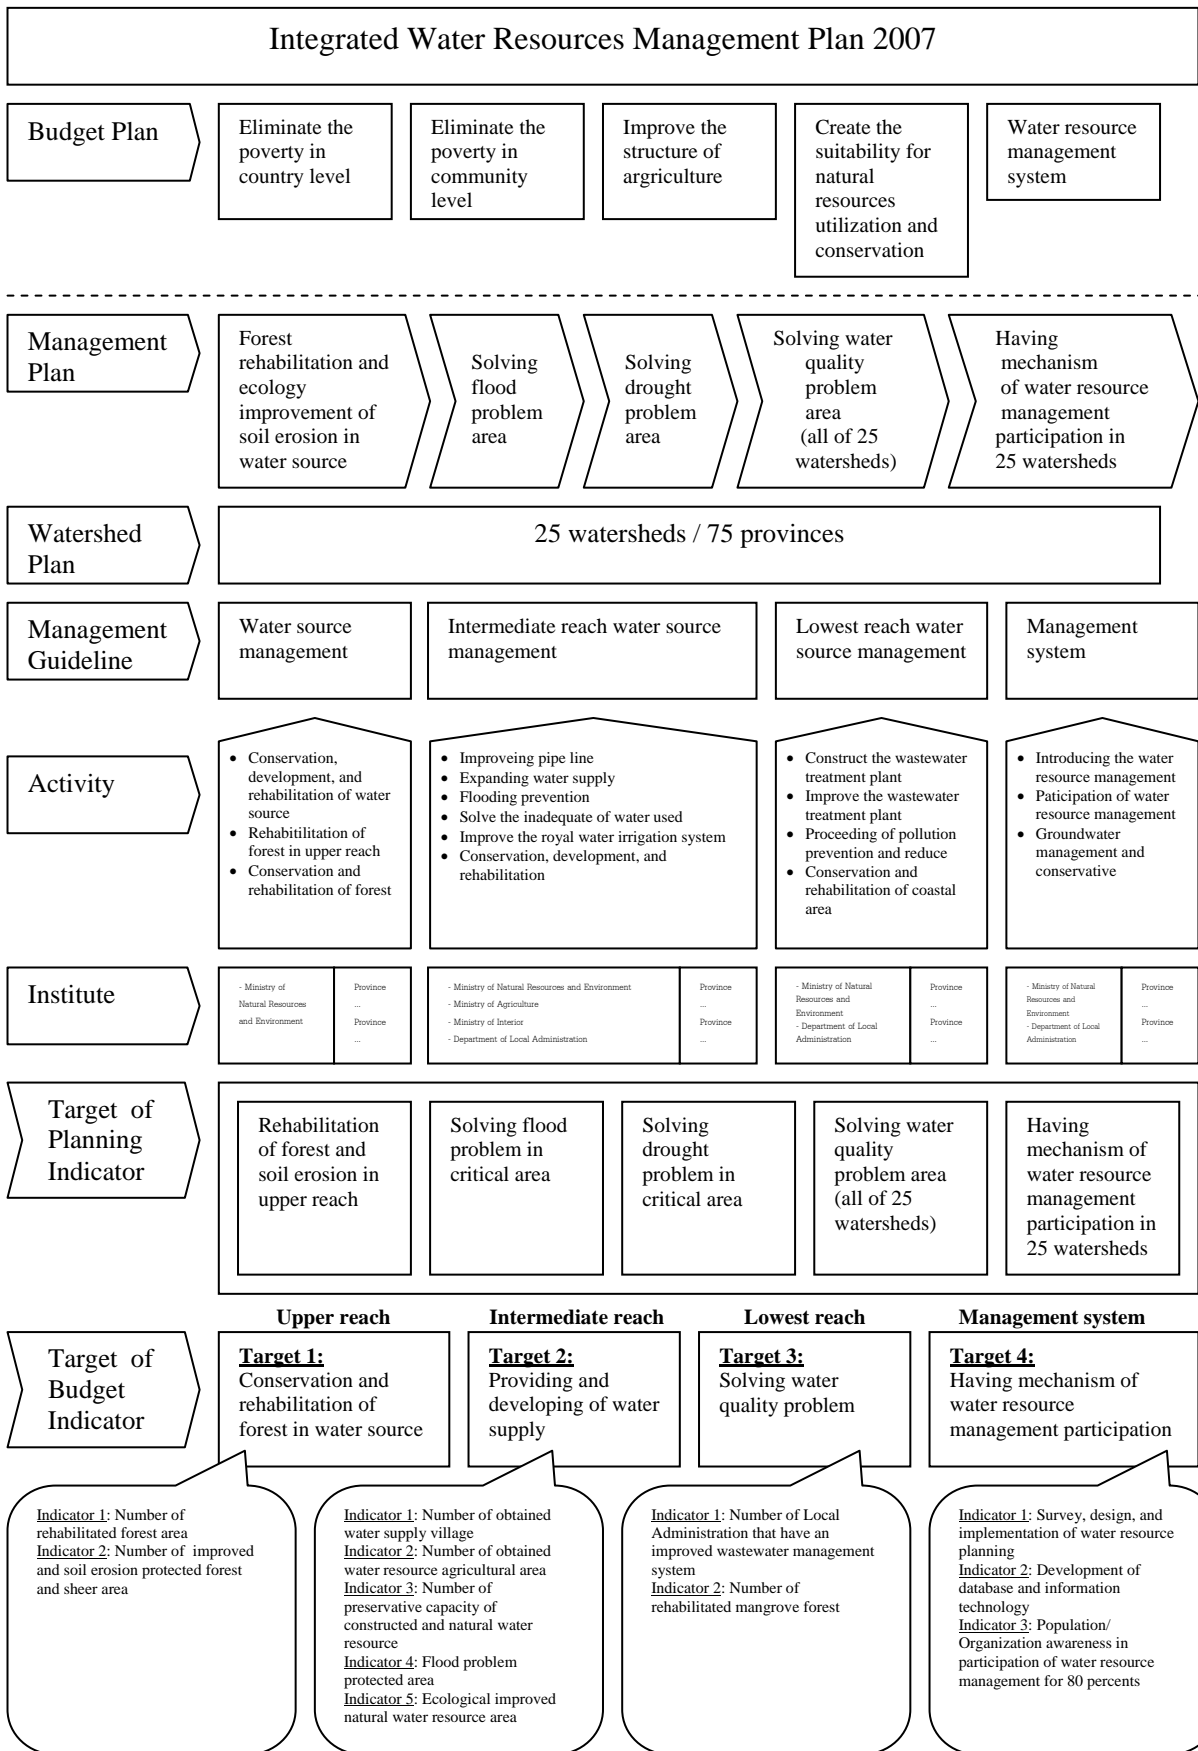 Integrated Water Resources Management Plan 2007
Budget Plan
Eliminate the
poverty in
country level
Eliminate the
poverty in
community
level
Improve the
structure of
argriculture
Create the
suitability for
natural
resources
utilization and
conservation
Water resource
management
system
Management
Plan
Forest
rehabilitation and
ecology
improvement of
soil erosion in
water source
Solving
flood
problem
area
Solving
drought
problem
area
Solving water
quality
problem
area
(all of 25
watersheds)
Having
mechanism
of water resource
management
participation in
25 watersheds
Watershed
Plan
25 watersheds / 75 provinces
Management
Guideline
Water source
management
Intermediate reach water source
management
Lowest reach water
source management
Management
system
Activity
• Conservation,
development, and
rehabilitation of water
source
• Rehabitilitation of
forest in upper reach
• Conservation and
rehabilitation of forest
• Improveing pipe line
• Expanding water supply
• Flooding prevention
• Solve the inadequate of water used
• Improve the royal water irrigation system
• Conservation, development, and
rehabilitation
• Construct the wastewater
treatment plant
• Improve the wastewater
treatment plant
• Proceeding of pollution
prevention and reduce
• Conservation and
rehabilitation of coastal
area
• Introducing the water
resource management
• Paticipation of water
resource management
• Groundwater
management and
conservative
Institute
- Ministry of
Natural Resources
and Environment
Province
...
Province
...
- Ministry of Natural Resources and Environment
- Ministry of Agriculture
- Ministry of Interior
- Department of Local Administration
Province
...
Province
...
- Ministry of Natural
Resources and
Environment
- Department of Local
Administration
Province
...
Province
...
- Ministry of Natural
Resources and
Environment
- Department of Local
Administration
Province
...
Province
...
Target of
Planning
Indicator
Rehabilitation
of forest and
soil erosion in
upper reach
Solving flood
problem in
critical area
Solving
drought
problem in
critical area
Solving water
quality
problem area
(all of 25
watersheds)
Having
mechanism of
water resource
management
participation in
25 watersheds
Target of
Budget
Indicator
Upper reach
Target 1:
Conservation and
rehabilitation of
forest in water source
Intermediate reach
Target 2:
Providing and
developing of water
supply
Lowest reach
Target 3:
Solving water
quality problem
Management system
Target 4:
Having mechanism of
water resource
management participation
Indicator 1: Number of
rehabilitated forest area
Indicator 2: Number of improved
and soil erosion protected forest
and sheer area
Indicator 1: Number of obtained
water supply village
Indicator 2: Number of obtained
water resource agricultural area
Indicator 3: Number of
preservative capacity of
constructed and natural water
resource
Indicator 4: Flood problem
protected area
Indicator 5: Ecological improved
natural water resource area
Indicator 1: Number of Local
Administration that have an
improved wastewater management
system
Indicator 2: Number of
rehabilitated mangrove forest
Indicator 1: Survey, design, and
implementation of water resource
planning
Indicator 2: Development of
database and information
technology
Indicator 3: Population/
Organization awareness in
participation of water resource
management for 80 percents